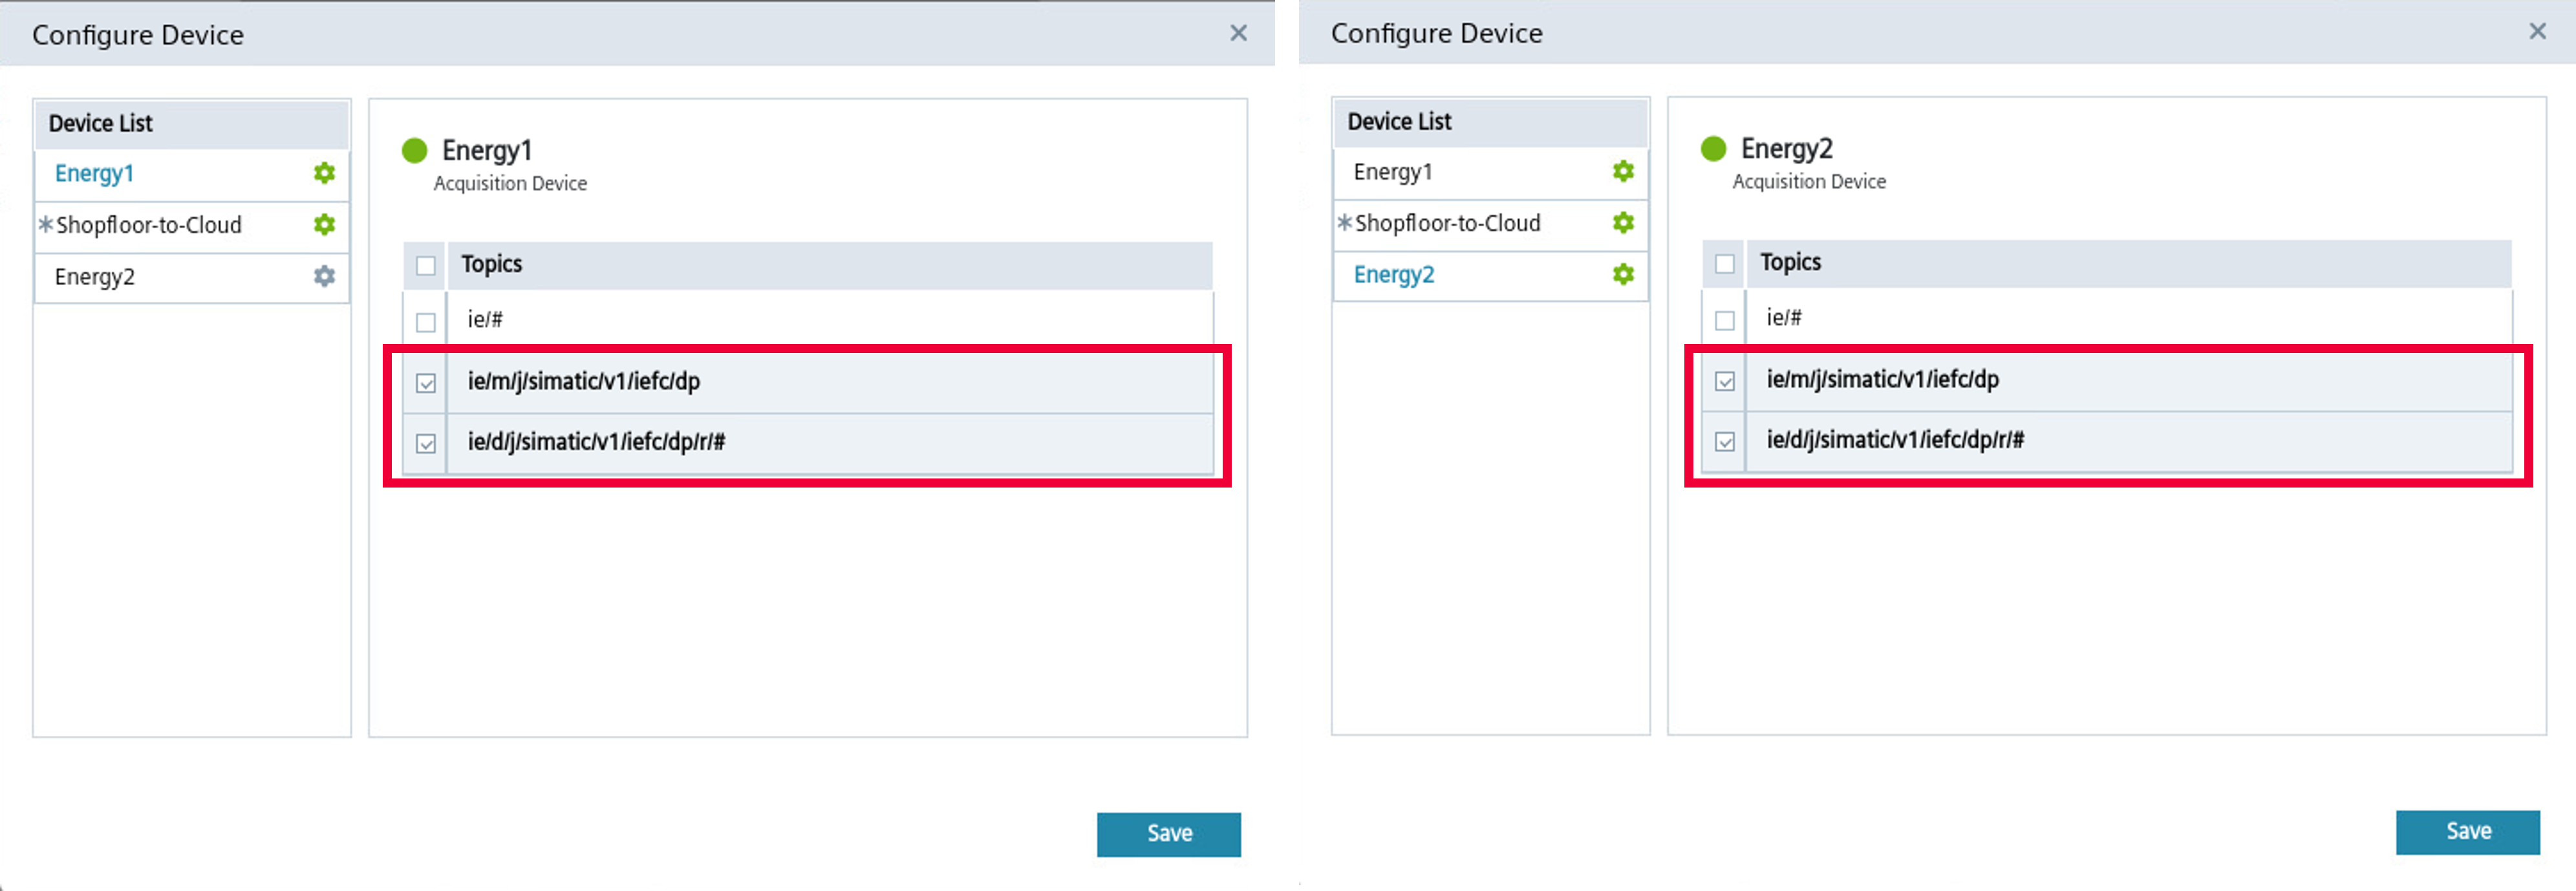 Configure Device
Device List
Energy1
*Shopfloor-to-Cloud
Energy2
Energy1
Acquisition Device
Topics
ie/#
ie/m/j/simatic/v1/iefc/dp
ie/d/j/simatic/v1/iefc/dp/r/#
Save
Configure Device
Device List
Energy1
*Shopfloor-to-Cloud
Energy2
Energy2
Acquisition Device
Topics
ie/#
ie/m/j/simatic/v1/iefc/dp
ie/d/j/simatic/v1/iefc/dp/r/#
Save